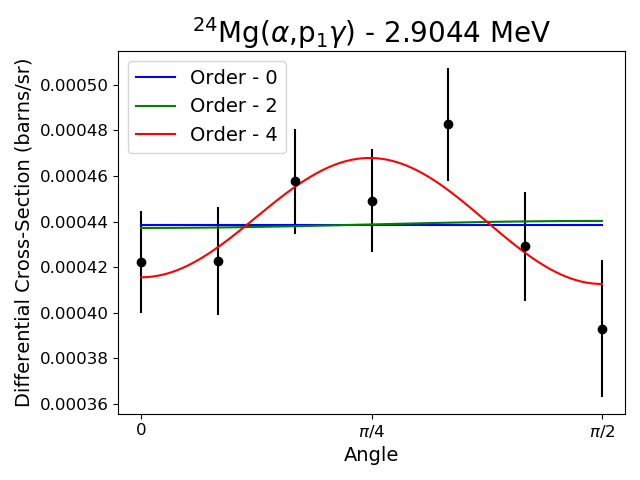 ²⁴Mg(α,p₁γ) - 2.9044 MeV
Order - 0
Order - 2
Order - 4
Differential Cross-Section (barns/sr)
0.00050
0.00048
0.00046
0.00044
0.00042
0.00040
0.00038
0.00036
0
π/4
π/2
Angle